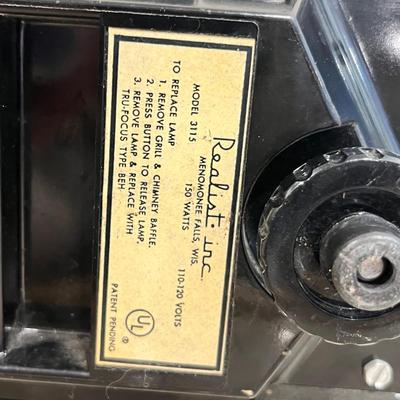 Realist inc.
MENOMONEE FALLS, WIS.
MODEL 3115 150 WATTS 110-120 VOLTS
TO REPLACE LAMP
1. REMOVE GRILL & CHIMNEY BAFFLE.
2. PRESS BUTTON TO RELEASE LAMP.
3. REMOVE LAMP & REPLACE WITH
TRU-FOCUS TYPE BEH.
UL
®
PATENT PENDING